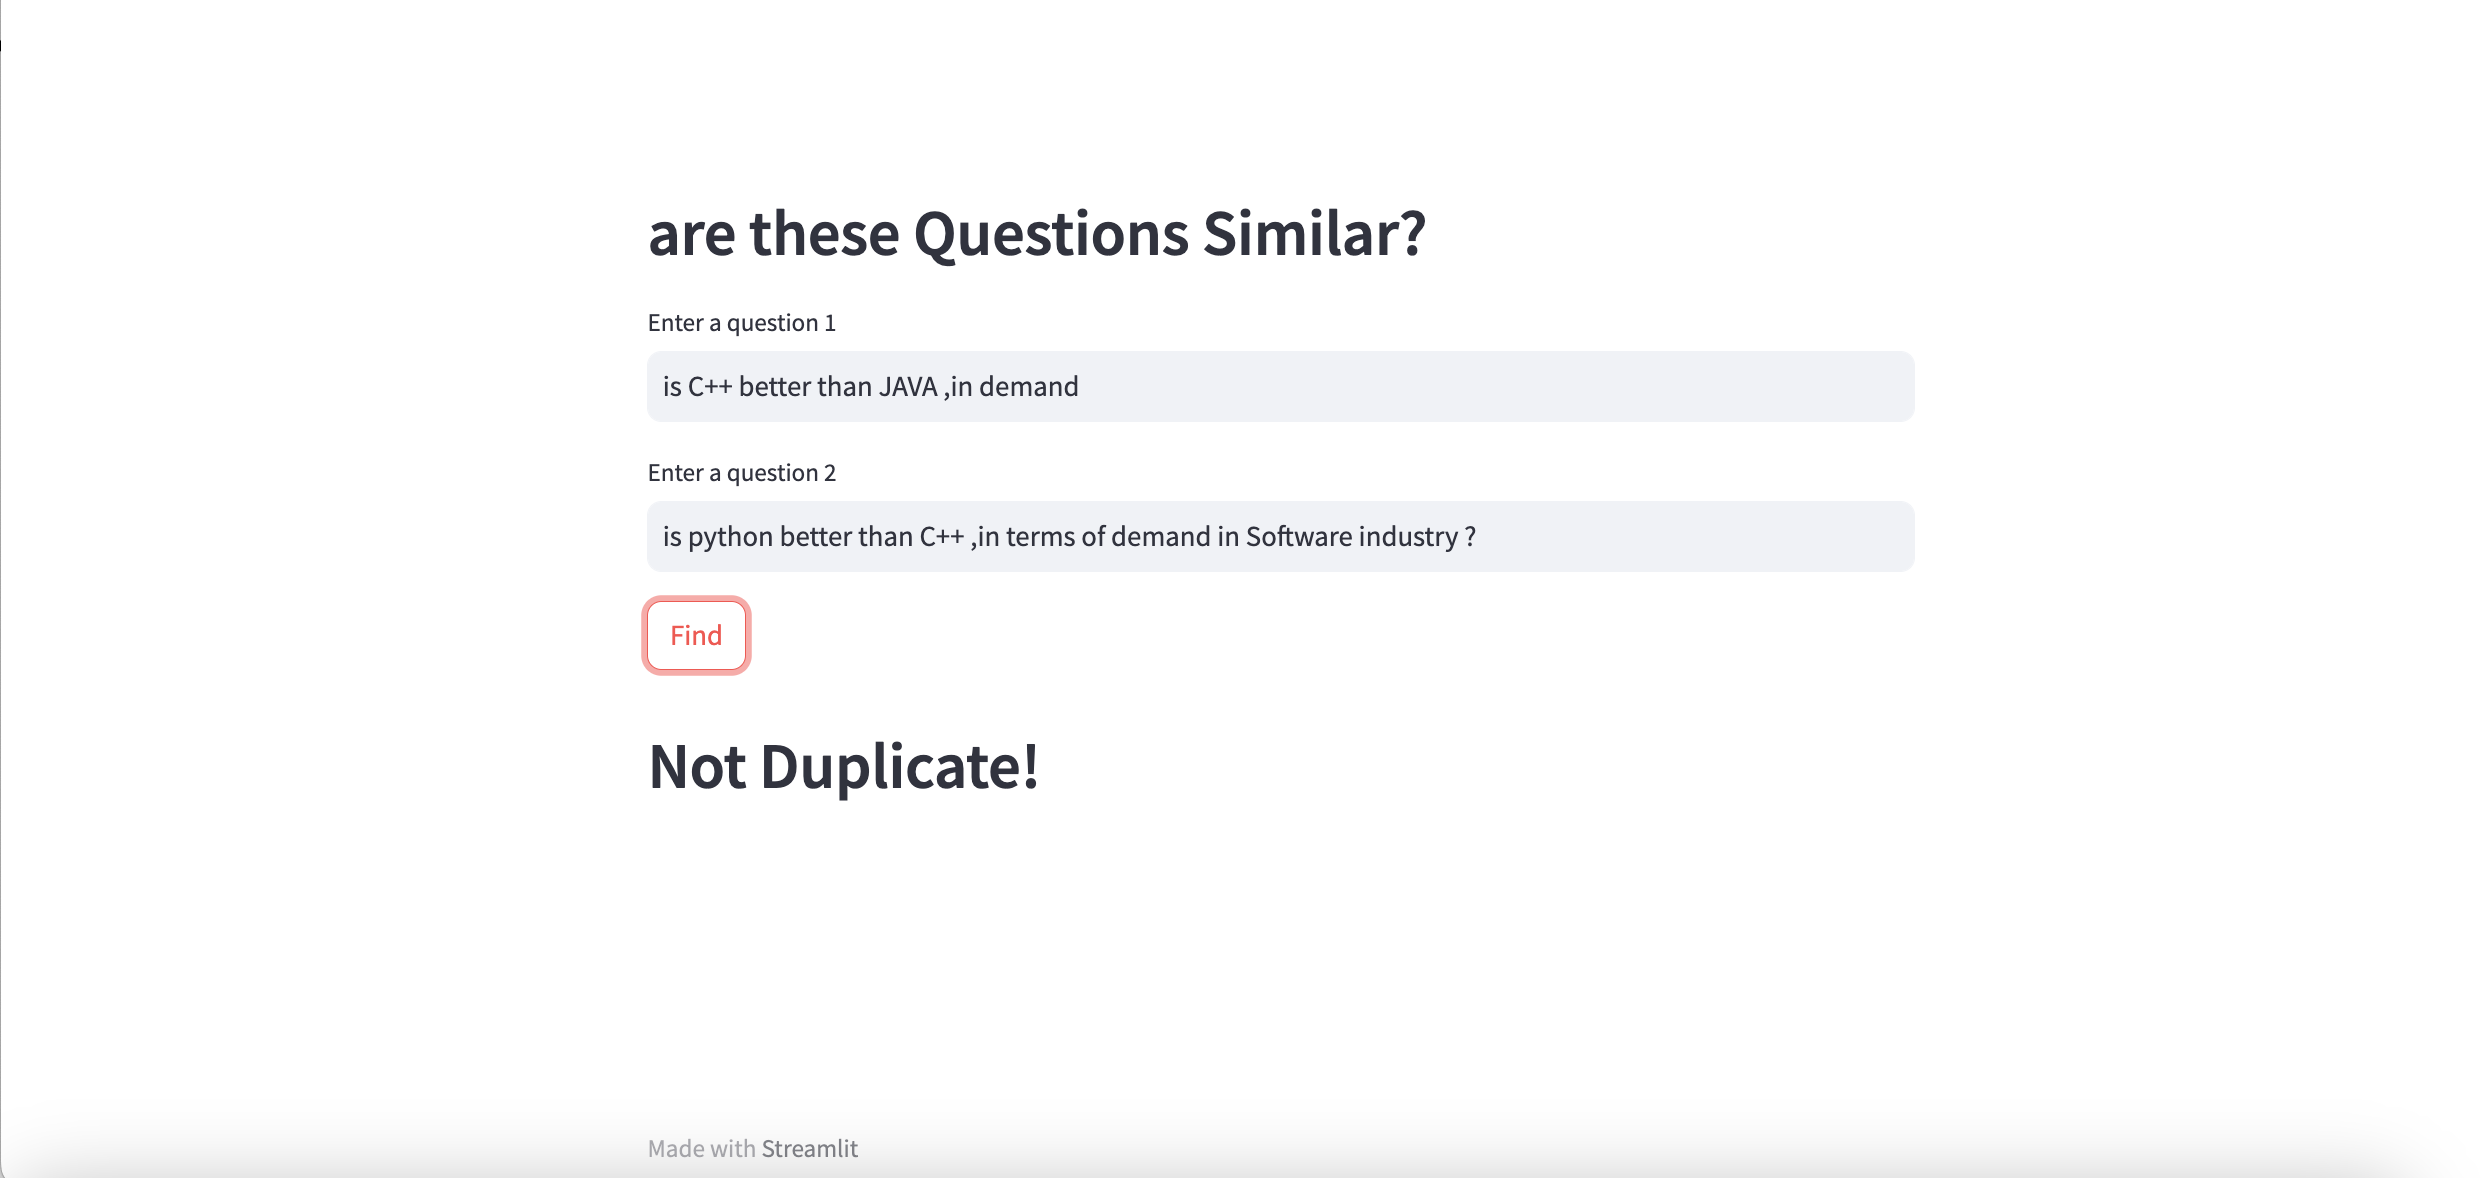 are these Questions Similar?
Enter a question 1
is C++ better than JAVA ,in demand
Enter a question 2
is python better than C++ ,in terms of demand in Software industry ?
Find
Not Duplicate!
Made with Streamlit